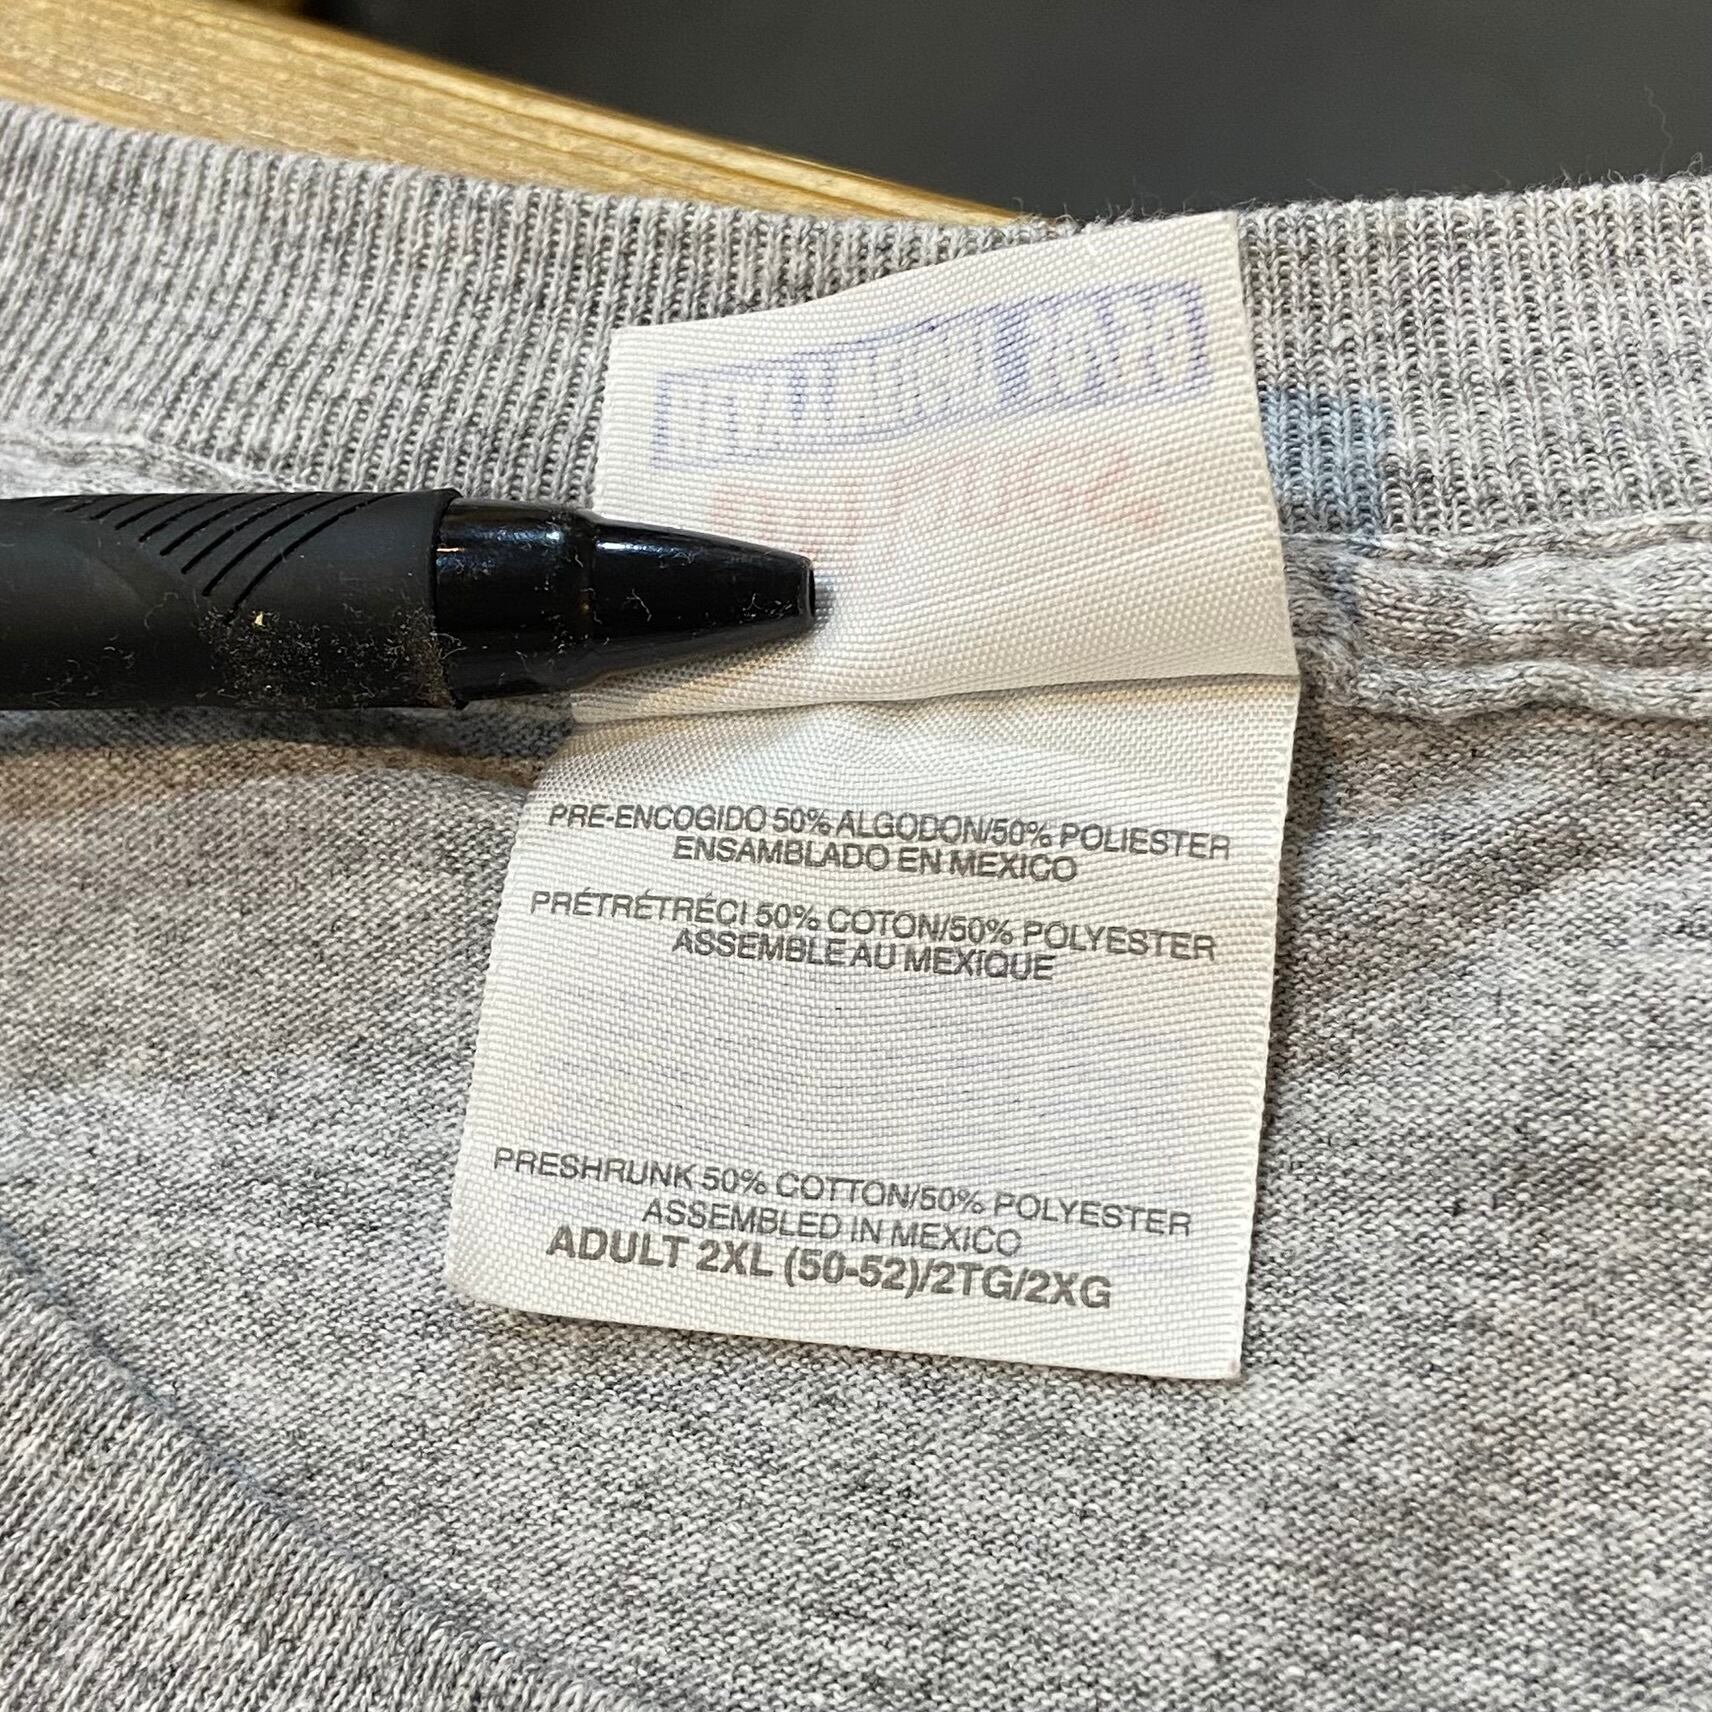 PRE-ENCOGIDO 50% ALGODON/50% POLIESTER
ENSAMBLADO EN MEXICO
PRÉTRÉTRÉCI 50% COTON/50% POLYESTER
ASSEMBLE AU MEXIQUE
PRESHRUNK 50% COTTON/50% POLYESTER
ASSEMBLED IN MEXICO
ADULT 2XL (50-52)/2TG/2XG